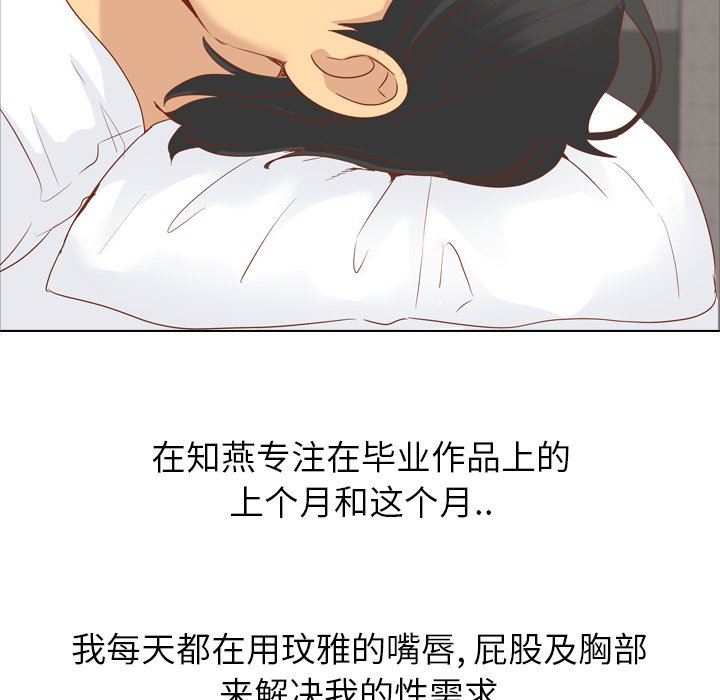 在知燕专注在毕业作品上的
上个月和这个月..
我每天都在用玟雅的嘴唇, 屁股及胸部
来解决我的性需求